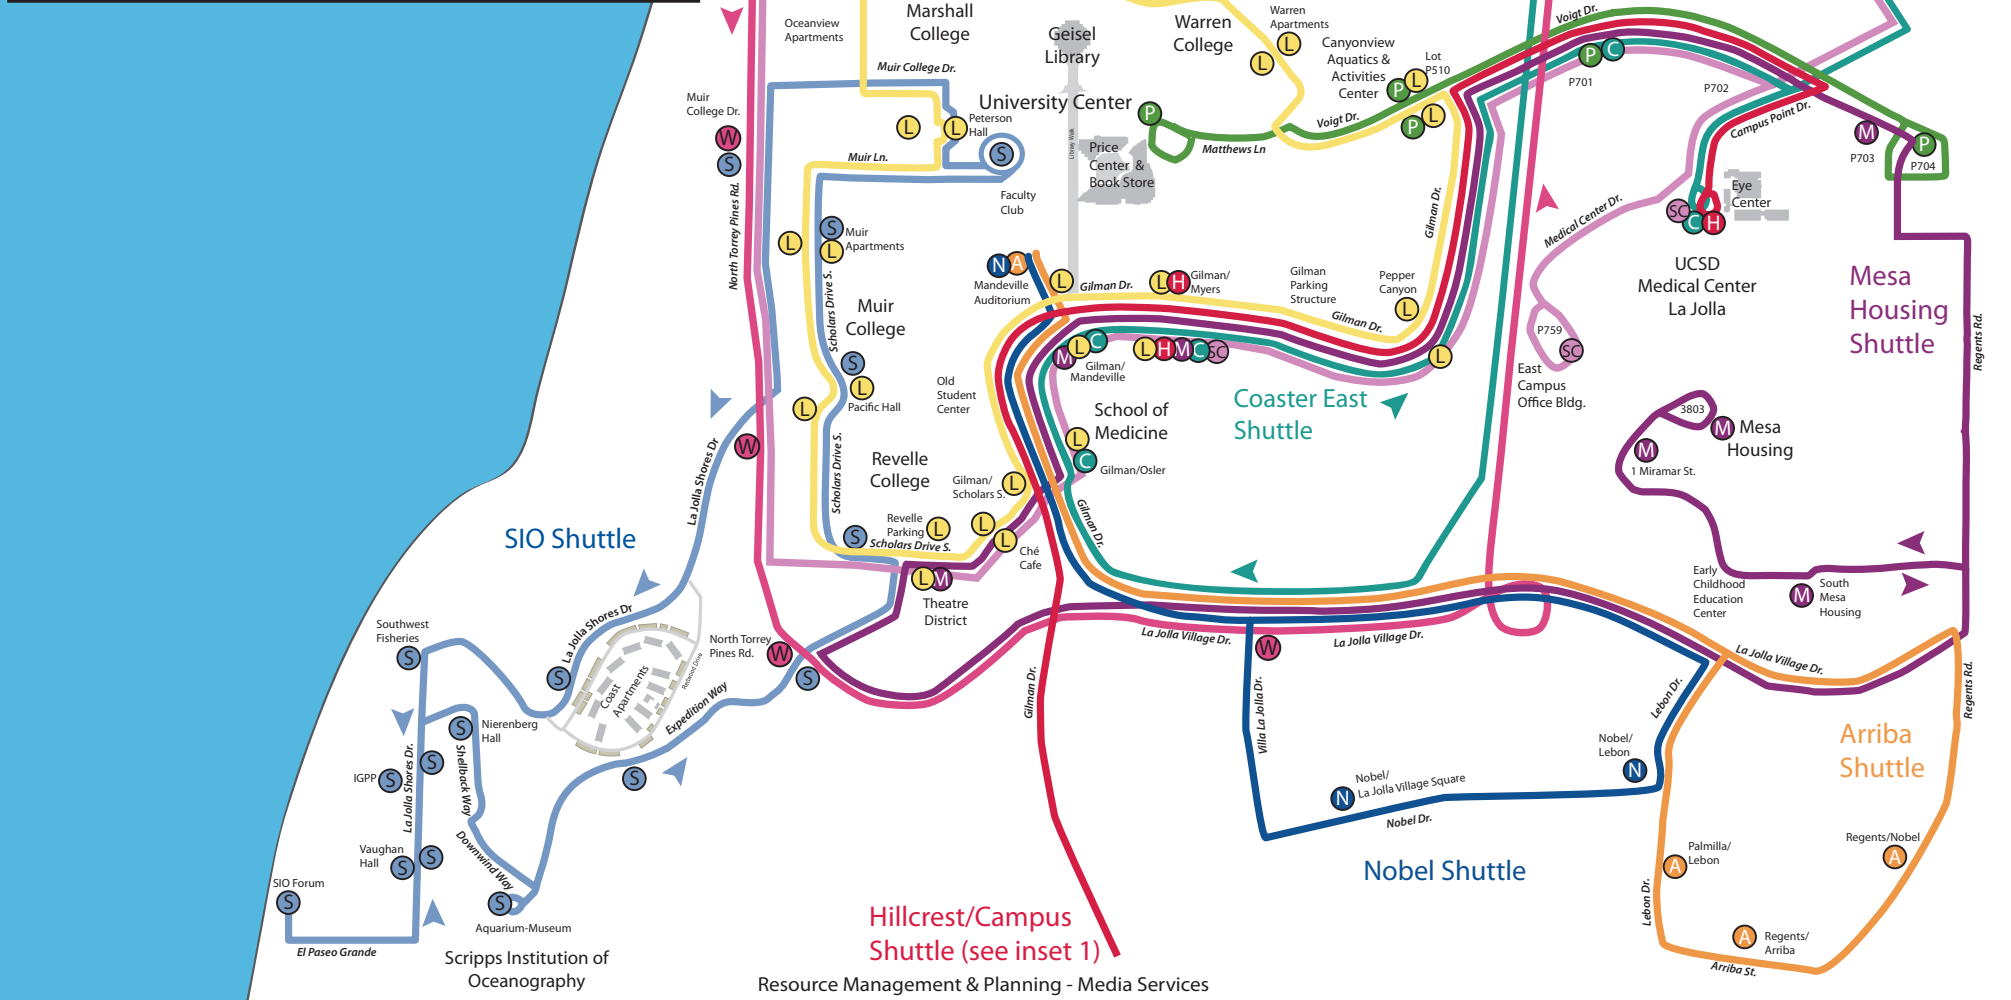 Oceanview
Apartments
Marshall
College
Geisel
Library
Warren
College
Warren
Apartments
L
L
Canyonview
Aquatics &
Activities
Center
Lot
P510
P
L
Voigt Dr.
P
C
P701
P702
Campus Point Dr.
M
P703
P
P704
Muir College Dr.
Muir
College Dr.
W
S
L
L
Peterson
Hall
S
Muir Ln.
Faculty
Club
University Center
P
Library Walk
Price
Center &
Book Store
Matthews Ln
Voigt Dr.
P
L
Gilman Dr.
Medical Center Dr.
SC
C
H
Eye
Center
UCSD
Medical Center
La Jolla
Mesa
Housing
Shuttle
Regents Rd.
North Torrey Pines Rd.
L
S
L
Muir
Apartments
Scholars Drive S.
Muir
College
N
A
Mandeville
Auditorium
L
Gilman Dr.
L
H
Gilman/
Myers
Gilman
Parking
Structure
Gilman Dr.
Pepper
Canyon
L
L
M
L
C
Gilman/
Mandeville
L
H
M
C
SC
P759
SC
East
Campus
Office Bldg.
S
L
L
Pacific Hall
Old
Student
Center
School of
Medicine
L
C
Gilman/Osler
Coaster East
Shuttle
3803
M
Mesa
Housing
M
1 Miramar St.
W
La Jolla Shores Dr
Scholars Drive S.
Revelle
College
Gilman/
Scholars S.
L
Revelle
Parking
L
L
L
Ché
Cafe
S
Scholars Drive S.
L
M
Theatre
District
Gilman Dr.
SIO Shuttle
Early
Childhood
Education
Center
M
South
Mesa
Housing
La Jolla Shores Dr
Southwest
Fisheries
S
S
Coast
Apartments
Redwood Drive
North Torrey
Pines Rd.
W
S
Expedition Way
La Jolla Village Dr.
W
La Jolla Village Dr.
La Jolla Village Dr.
Regents Rd.
Gilman Dr.
Villa La Jolla Dr.
Lebon Dr.
Nobel/
Lebon
N
Arriba
Shuttle
S
Nierenberg
Hall
IGPP
S
S
La Jolla Shores Dr.
Shellback Way
S
N
Nobel/
La Jolla Village Square
Nobel Dr.
Vaughan
Hall
S
S
Downwind Way
SIO Forum
S
S
Aquarium-Museum
El Paseo Grande
Scripps Institution of
Oceanography
Nobel Shuttle
Palmilla/
Lebon
A
Regents/Nobel
A
Lebon Dr.
A
Regents/
Arriba
Arriba St.
Hillcrest/Campus
Shuttle (see inset 1)
Resource Management & Planning - Media Services